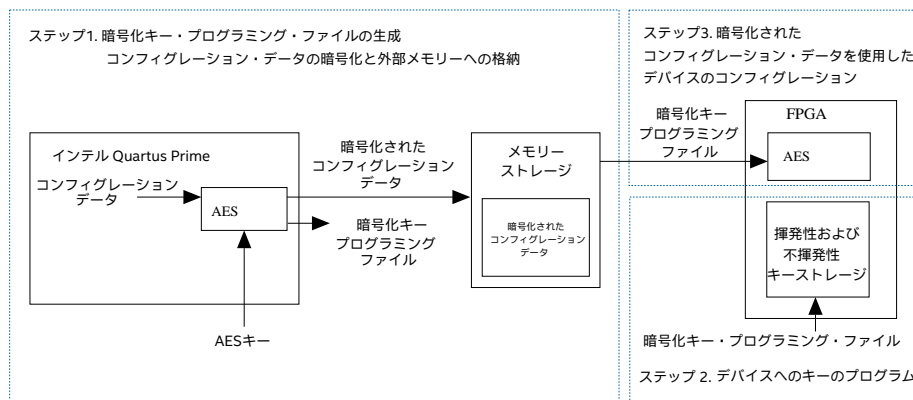 ステップ1. 暗号化キー・プログラミング・ファイルの生成
コンフィグレーション・データの暗号化と外部メモリーへの格納
インテル Quartus Prime
コンフィグレーション
データ
AES
AESキー
暗号化された
コンフィグレーション
データ
暗号化キー
プログラミング
ファイル
メモリー
ストレージ
暗号化された
コンフィグレーション
データ
ステップ3. 暗号化された
コンフィグレーション・データを使用した
デバイスのコンフィグレーション
暗号化キー
プログラミング
ファイル
FPGA
AES
揮発性および
不揮発性
キーストレージ
暗号化キー・プログラミング・ファイル
ステップ 2. デバイスへのキーのプログラム